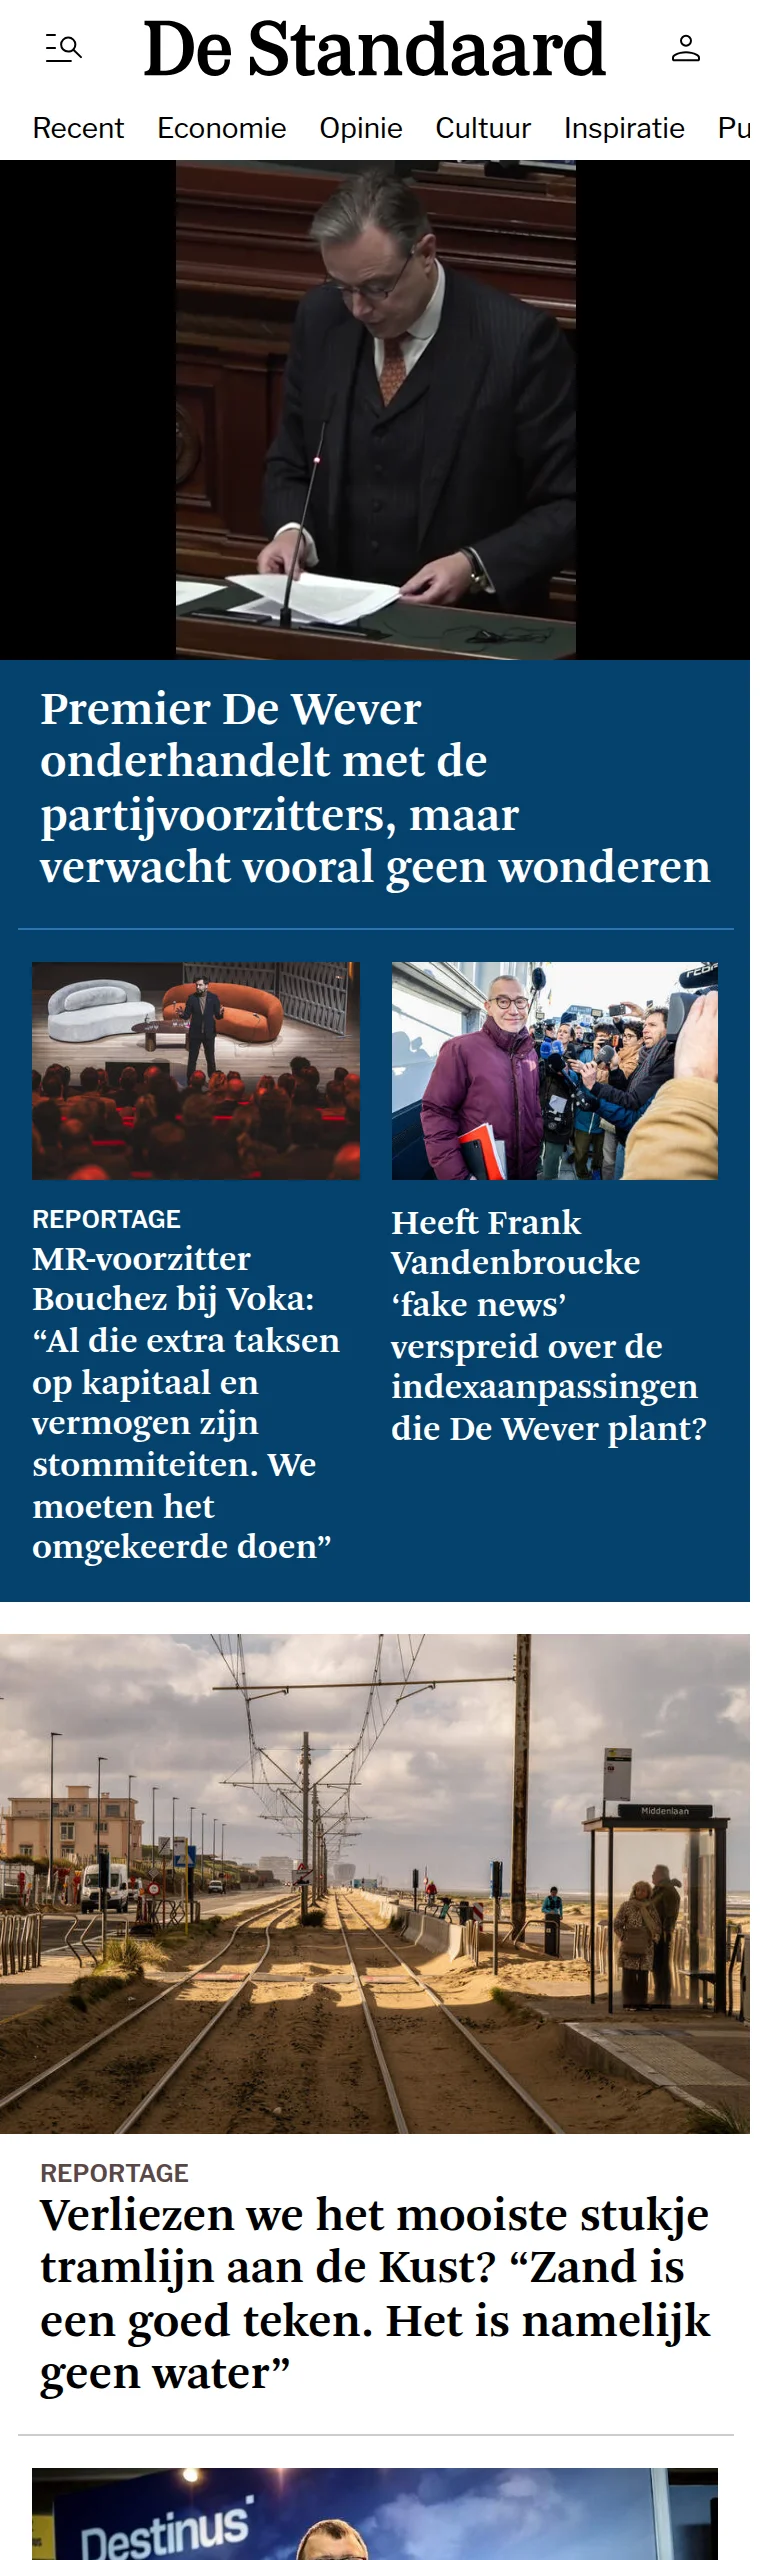 De Standaard
Recent Economie Opinie Cultuur Inspiratie Pu
Premier De Wever
onderhandelt met de
partijvoorzitters, maar
verwacht vooral geen wonderen
REPORTAGE
MR-voorzitter
Bouchez bij Voka:
“Al die extra taksen
op kapitaal en
vermogen zijn
stommiteiten. We
moeten het
omgekeerde doen”
Heeft Frank
Vandenbroucke
‘fake news’
verspreid over de
indexaanpassingen
die De Wever plant?
Middenlaan
REPORTAGE
Verliezen we het mooiste stukje
tramlijn aan de Kust? “Zand is
een goed teken. Het is namelijk
geen water”
Destinus